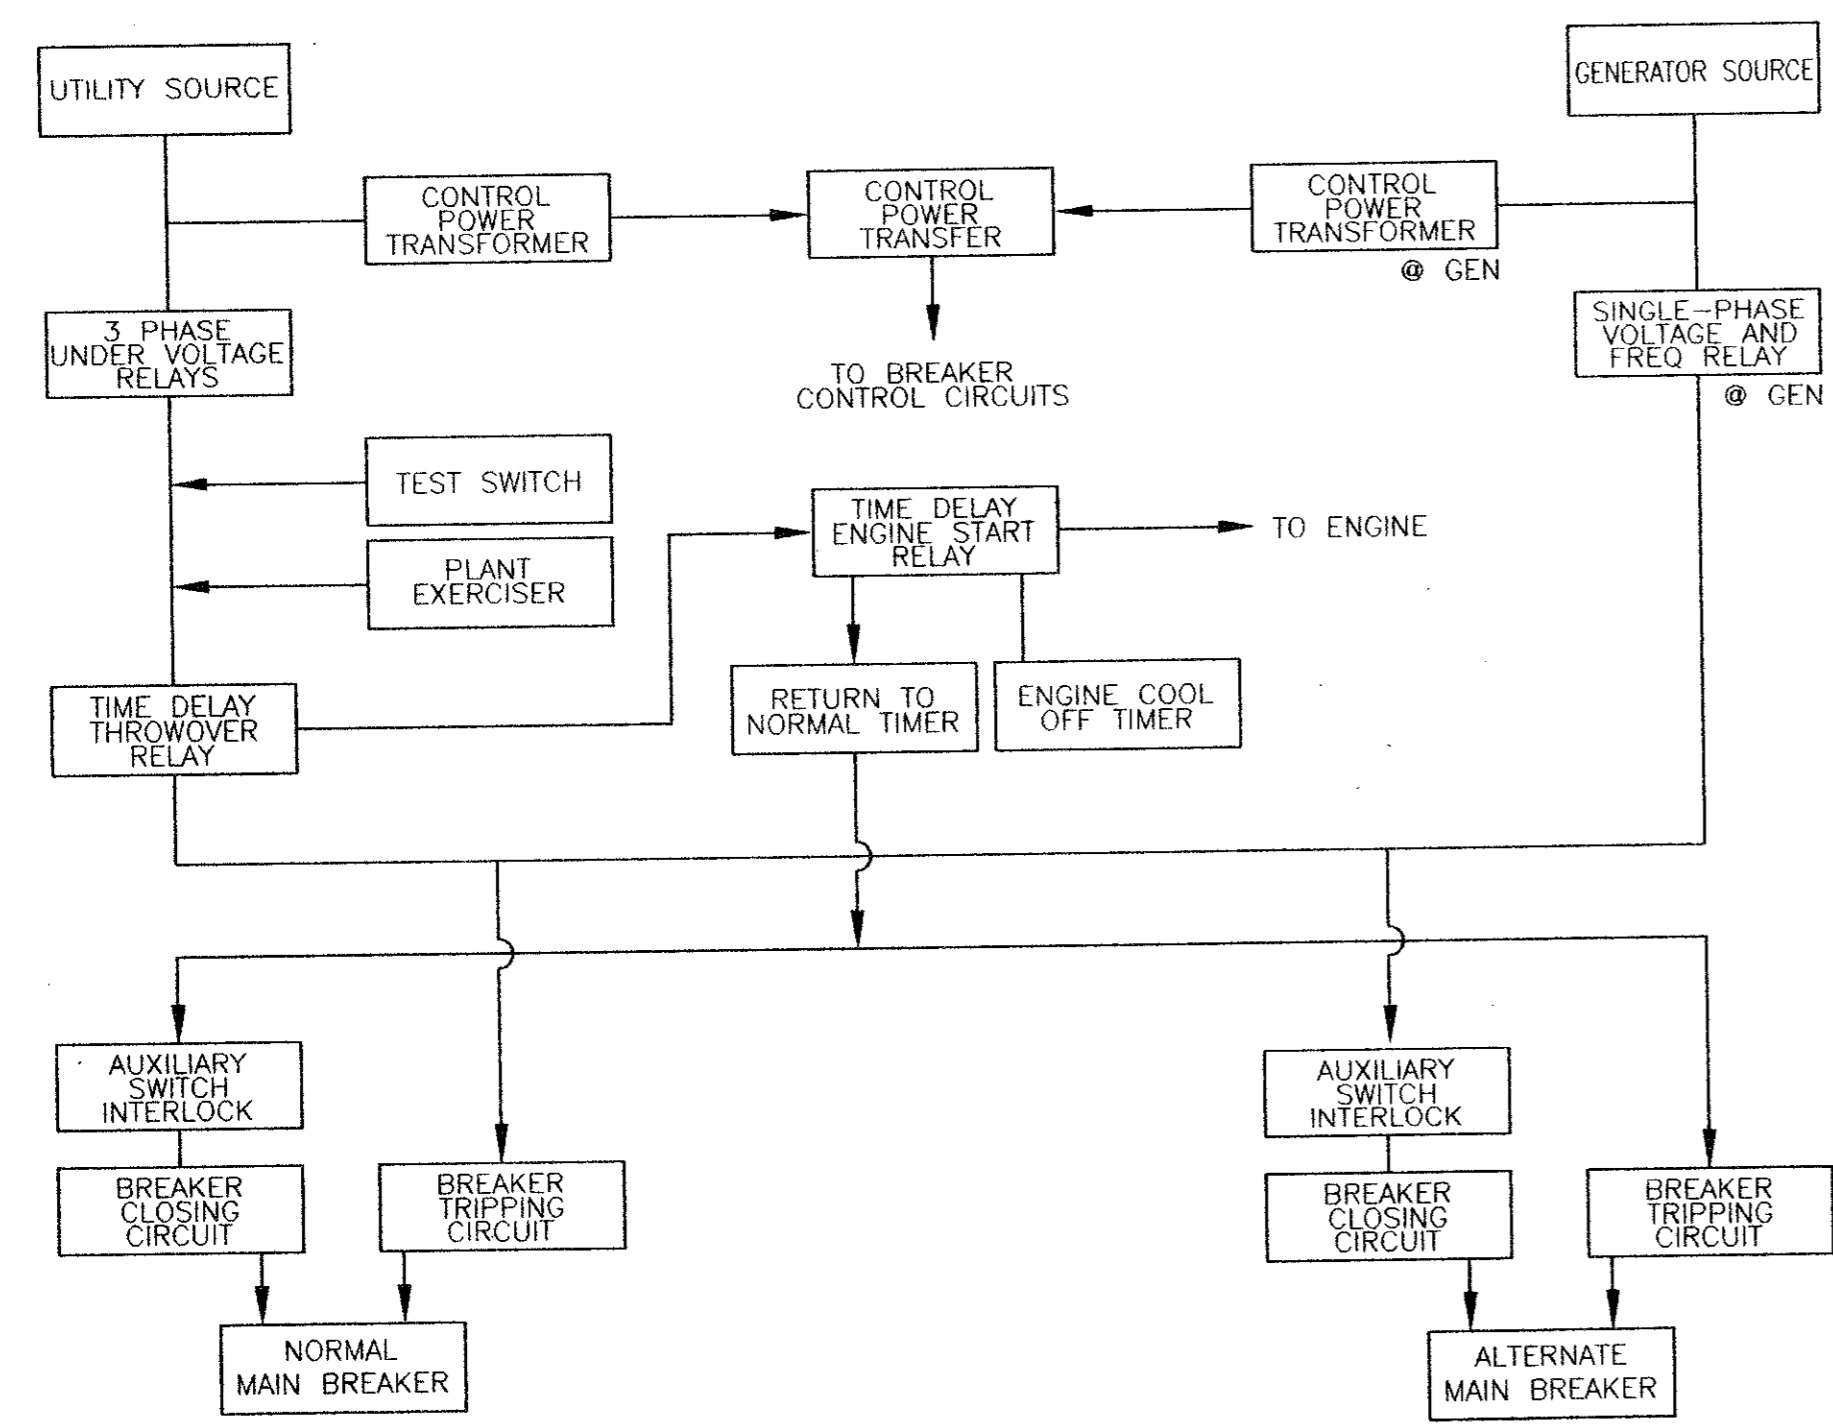 UTILITY SOURCE
GENERATOR SOURCE
CONTROL
POWER
TRANSFORMER
CONTROL
POWER
TRANSFER
CONTROL
POWER
TRANSFORMER
@ GEN
3 PHASE
UNDER VOLTAGE
RELAYS
SINGLE-PHASE
VOLTAGE AND
FREQ RELAY
@ GEN
TO BREAKER
CONTROL CIRCUITS
TEST SWITCH
PLANT
EXERCISER
TIME DELAY
ENGINE START
RELAY
TO ENGINE
TIME DELAY
THROWOVER
RELAY
RETURN TO
NORMAL TIMER
ENGINE COOL
OFF TIMER
AUXILIARY
SWITCH
INTERLOCK
AUXILIARY
SWITCH
INTERLOCK
BREAKER
CLOSING
CIRCUIT
BREAKER
TRIPPING
CIRCUIT
BREAKER
CLOSING
CIRCUIT
BREAKER
TRIPPING
CIRCUIT
NORMAL
MAIN BREAKER
ALTERNATE
MAIN BREAKER